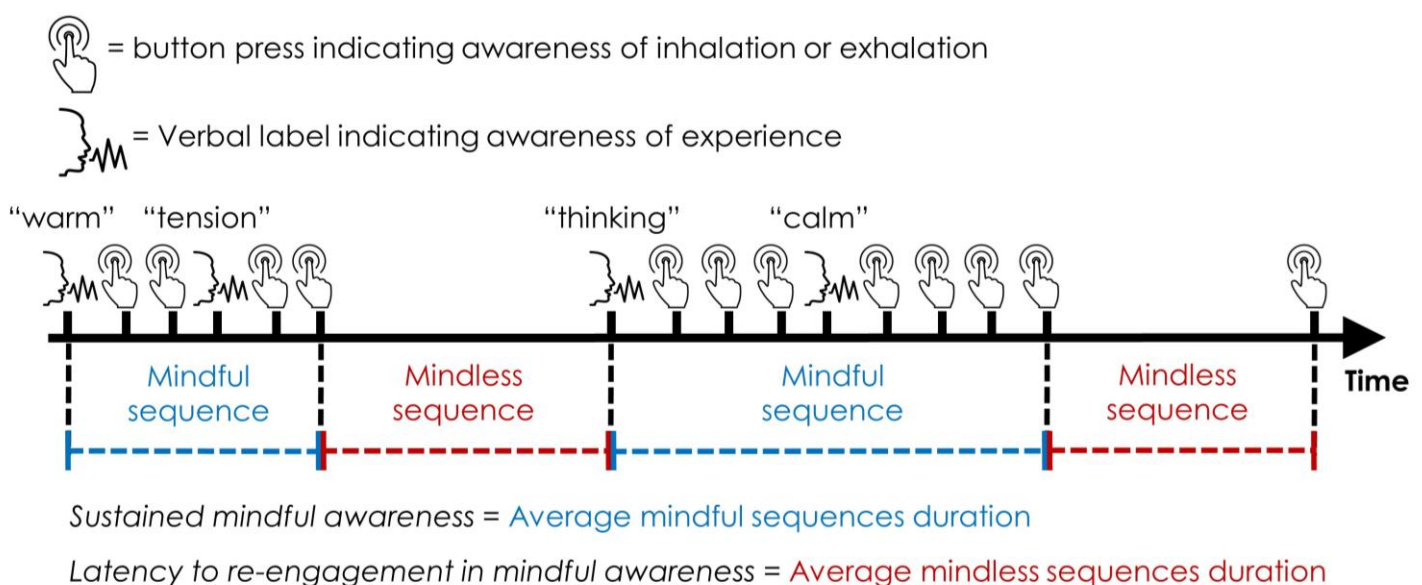 = button press indicating awareness of inhalation or exhalation
= Verbal label indicating awareness of experience
“warm” “tension” “thinking” “calm”
Mindful sequence
Mindless sequence
Mindful sequence
Mindless sequence
Time
Sustained mindful awareness = Average mindful sequences duration
Latency to re-engagement in mindful awareness = Average mindless sequences duration